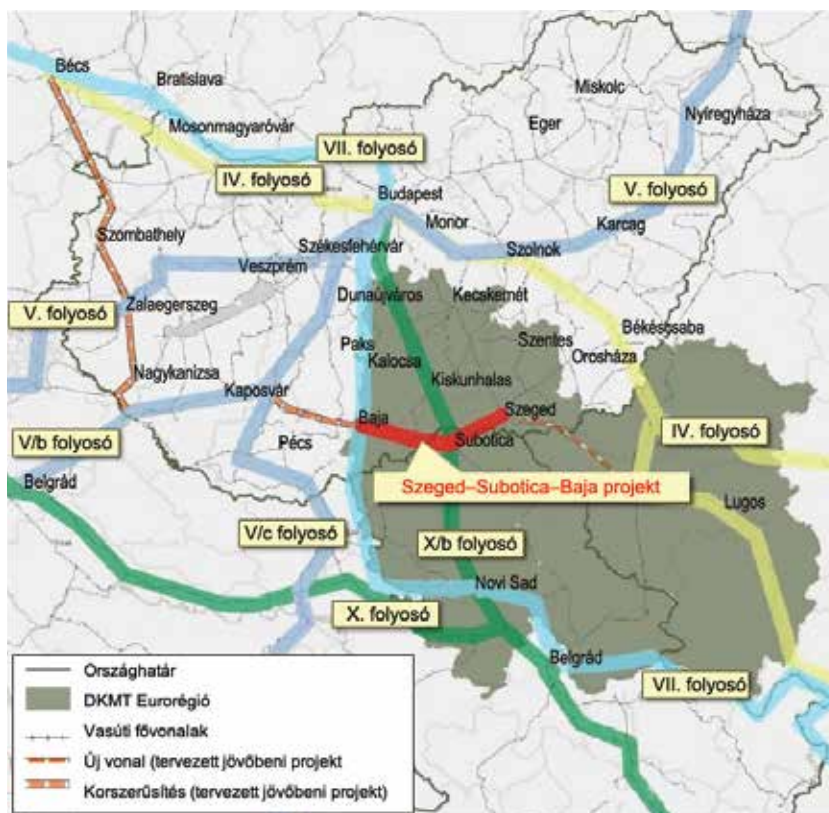 Bécs
Bratislava
Mosonmagyaróvár
VII. folyosó
IV. folyosó
Miskolc
Eger
Nyíregyháza
V. folyosó
Budapest
Monor
Karcag
Szolnok
Szombathely
Székesfehérvár
Veszprém
V. folyosó
Zalaegerszeg
Dunaújváros
Kecskemét
Békéscsaba
Szentes
Orosháza
Paks
Kalocsa
Nagykanizsa
Kaposvár
Kiskunhalas
Szeged
Baja
Subotica
V/b folyosó
Pécs
IV. folyosó
Belgrád
Szeged–Subotica–Baja projekt
Lugos
V/c folyosó
X/b folyosó
Novi Sad
X. folyosó
Belgrád
VII. folyosó
Országhatár
DKMT Eurorégió
Vasúti fővonalak
Új vonal (tervezett jövőbeni projekt
Korszerűsítés (tervezett jövőbeni projekt)